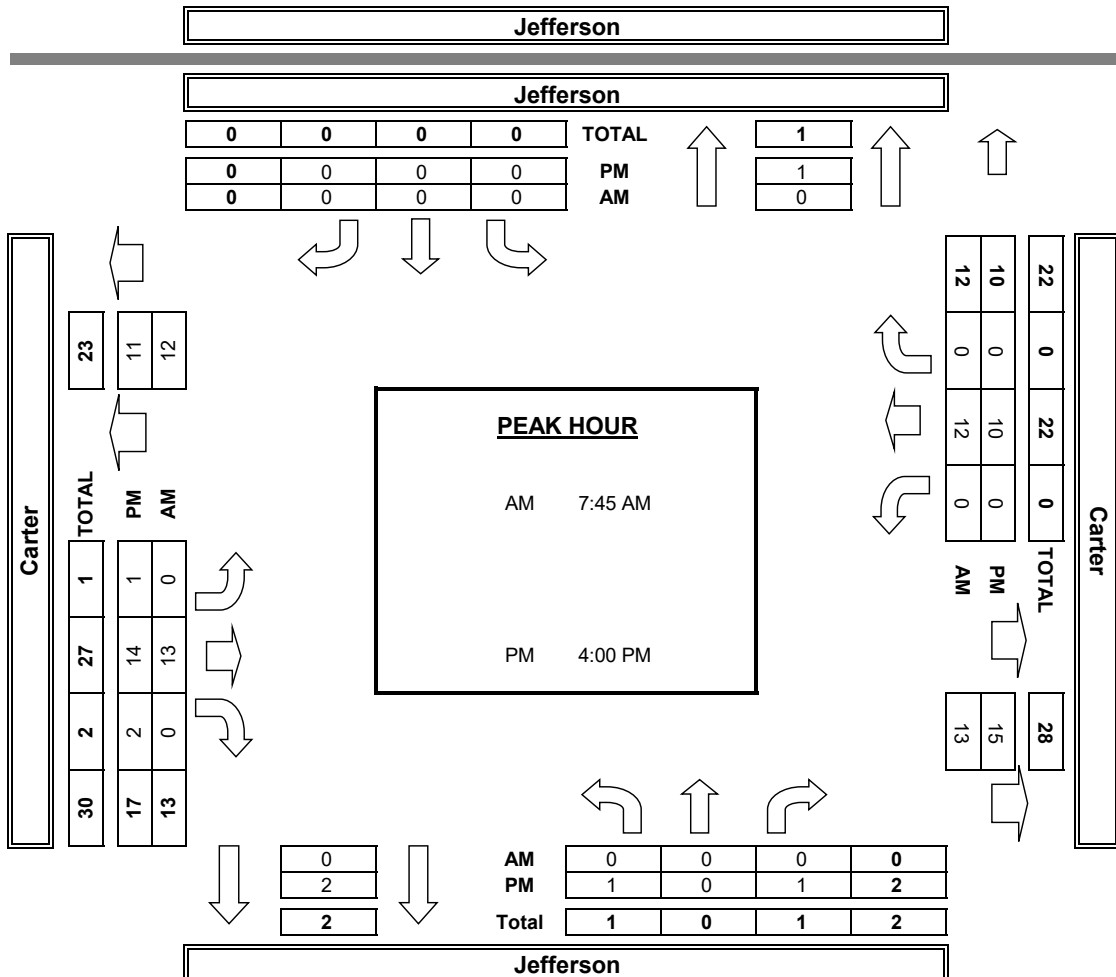 Jefferson
Jefferson
0 0 0 0 TOTAL 1
0 0 0 0 PM 1
0 0 0 0 AM 0
Carter
23 11 12
TOTAL PM AM
1 1 0
27 14 13
2 2 0
30 17 13
PEAK HOUR
AM 7:45 AM
PM 4:00 PM
12 10 22
0 0 0
12 10 22
0 0 0
AM PM TOTAL
13 15 28
Carter
0 AM 0 0 0 0
2 PM 1 0 1 2
2 Total 1 0 1 2
Jefferson